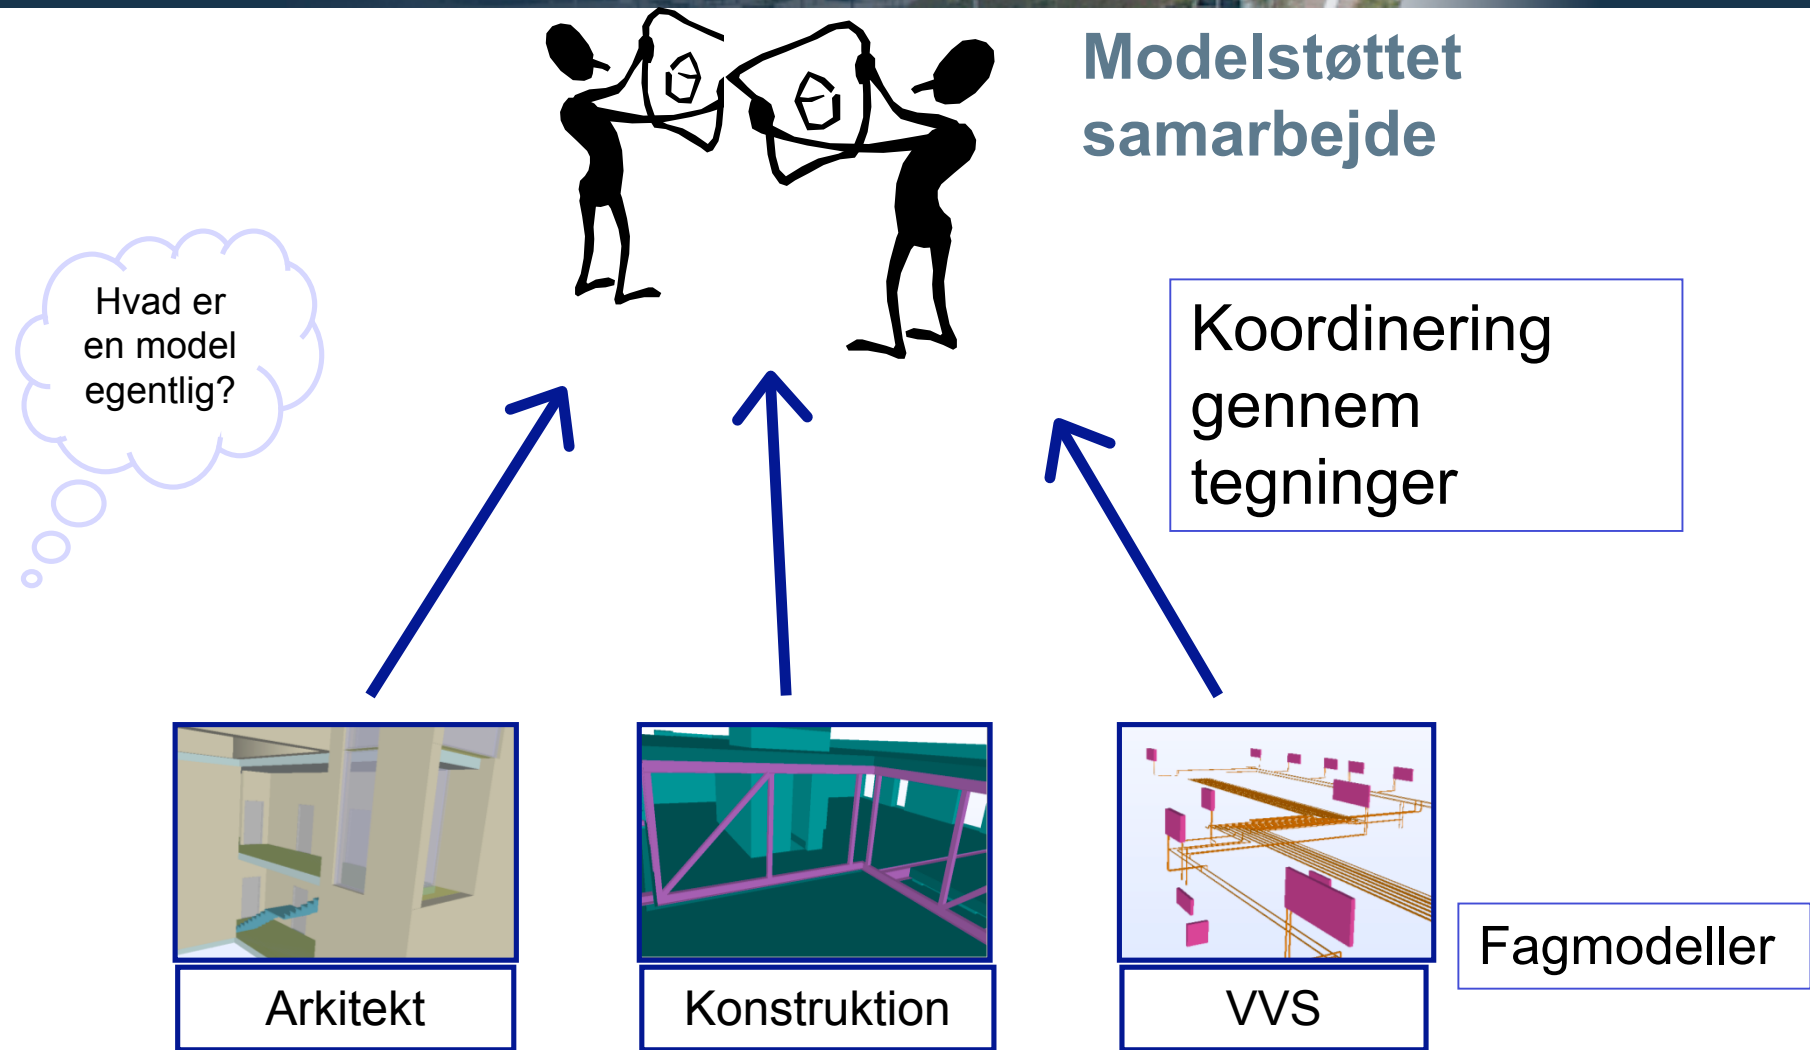 Modelstøttet
samarbejde
Hvad er
en model
egentlig?
Koordinering
gennem
tegninger
Arkitekt
Konstruktion
VVS
Fagmodeller